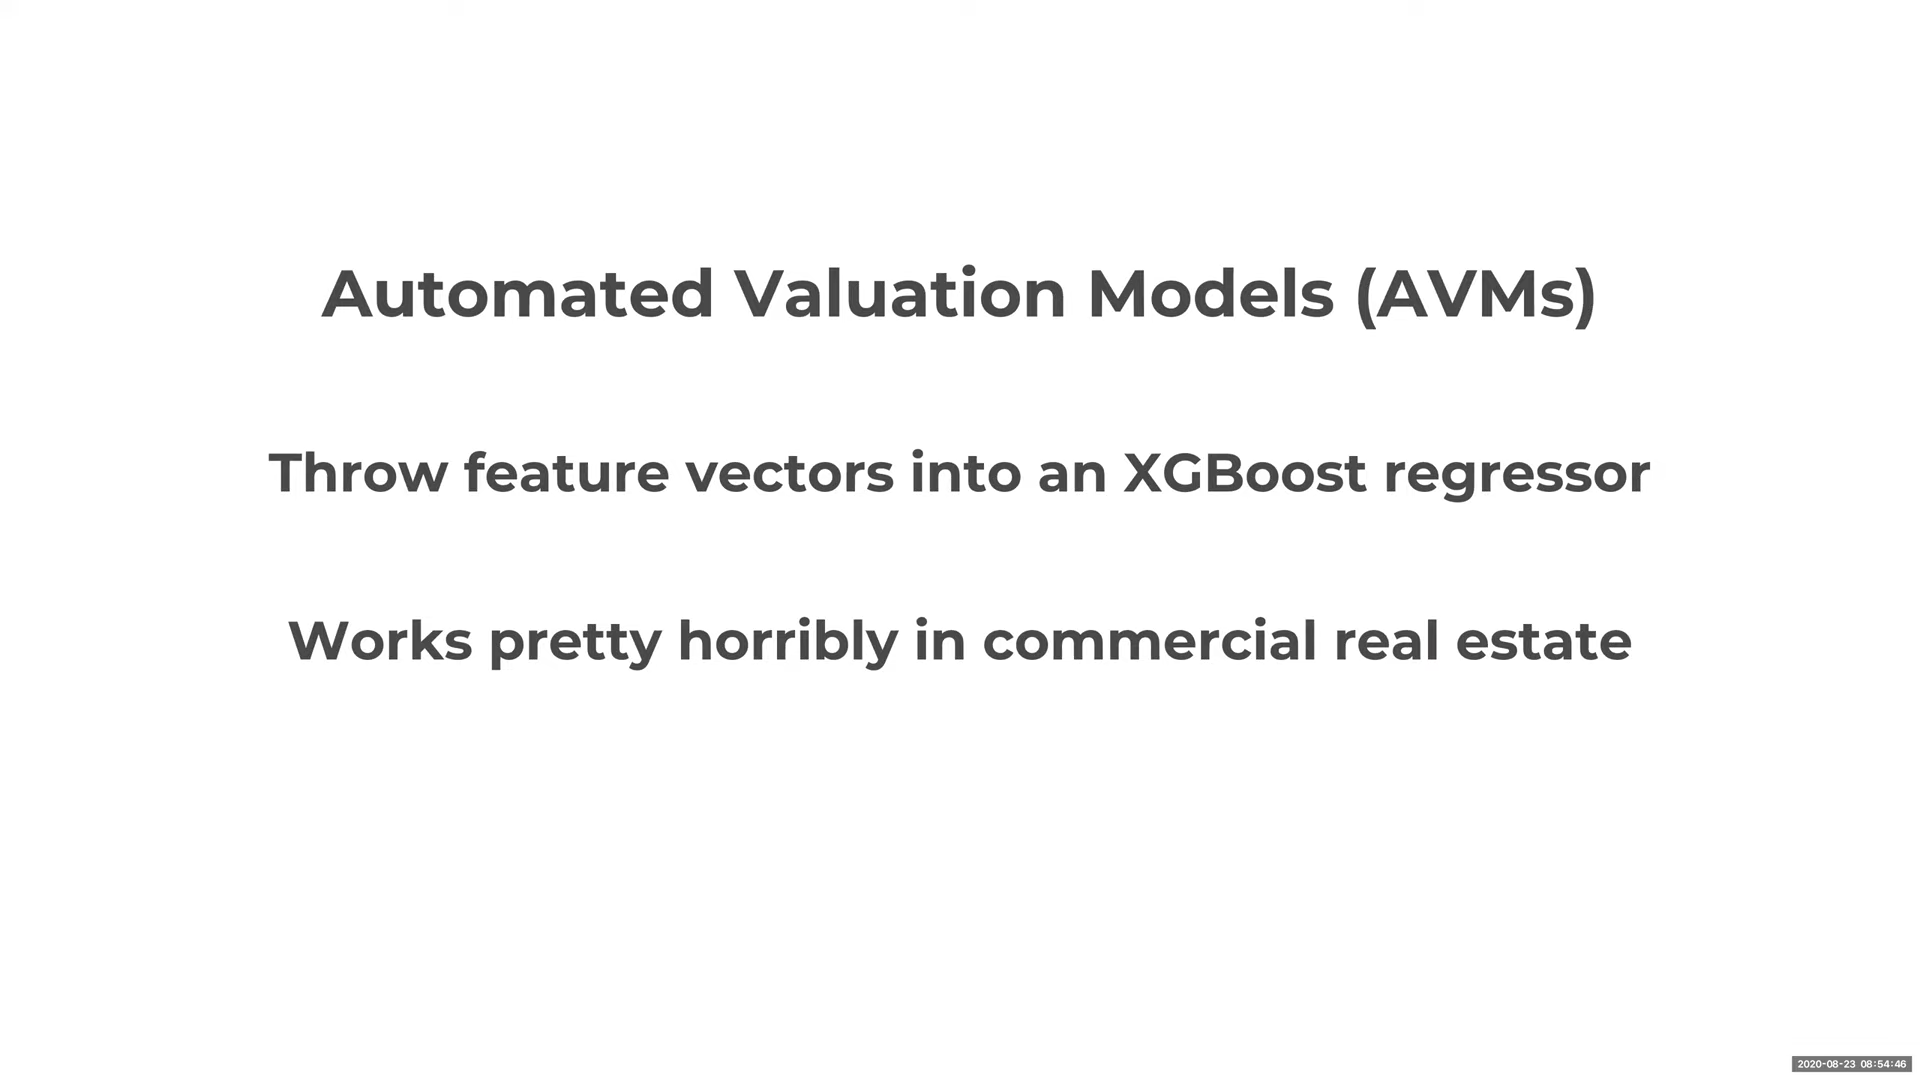 Automated Valuation Models (AVMs)
Throw feature vectors into an XGBoost regressor
Works pretty horribly in commercial real estate
2020-08-23 08:54:46